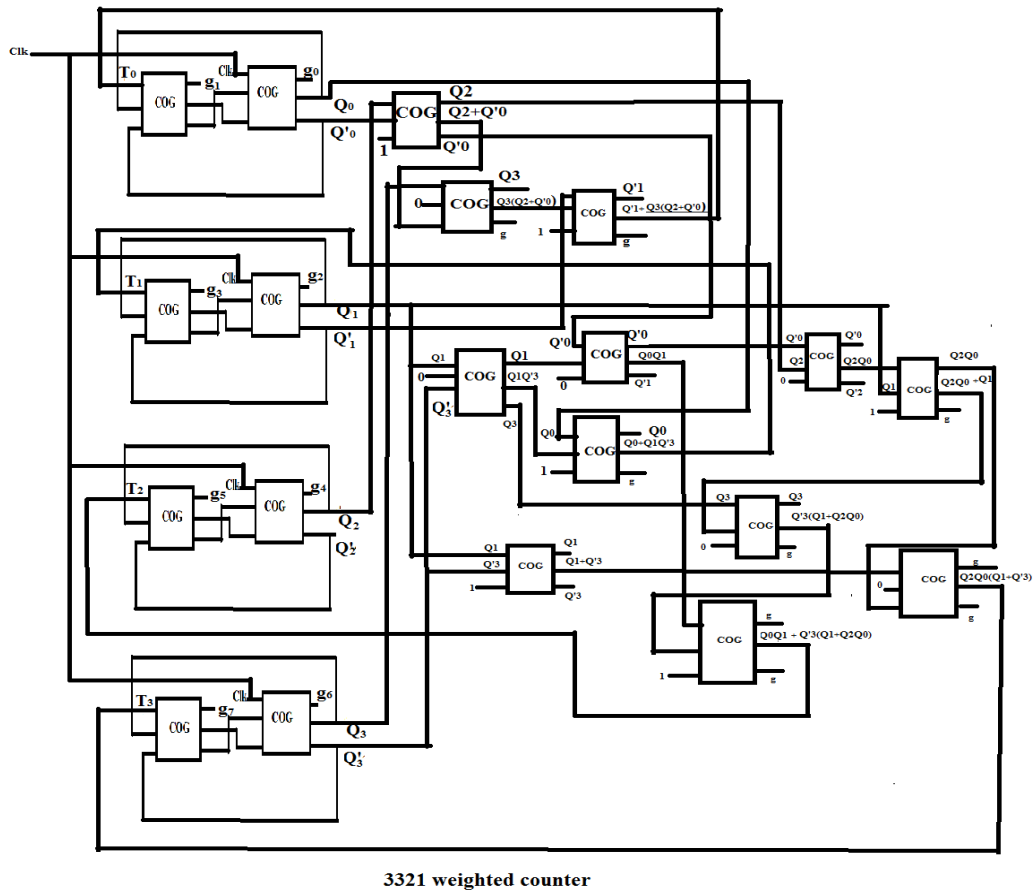 Clk
T0
COG
g1
Clk
COG
g0
Q0
Q'0
COG
Q2
Q2+Q'0
Q'0
1
COG
Q3
0
Q3(Q2+Q'0)
g
COG
Q'1
Q'1+Q3(Q2+Q'0)
1
g
T1
COG
g3
Clk
COG
g2
Q1
Q'1
Q1
0
Q3'
COG
Q1
Q1Q'3
Q3
Q'0
COG
Q'0
Q0Q1
0
Q'1
Q'0
Q2
0
COG
Q'0
Q2Q0
Q'2
Q1
1
COG
Q2Q0
Q2Q0 +Q1
g
Q0
COG
Q0
Q0+Q1Q'3
1
g
T2
COG
g5
Clk
COG
g4
Q2
Q2'
Q3
COG
Q3
Q'3(Q1+Q2Q0)
0
g
Q1
Q'3
1
COG
Q1
Q1+Q'3
Q'3
0
COG
g
Q2Q0(Q1+Q'3)
g
COG
g
Q0Q1 + Q'3(Q1+Q2Q0)
1
g
T3
COG
g7
Clk
COG
g6
Q3
Q3'
3321 weighted counter